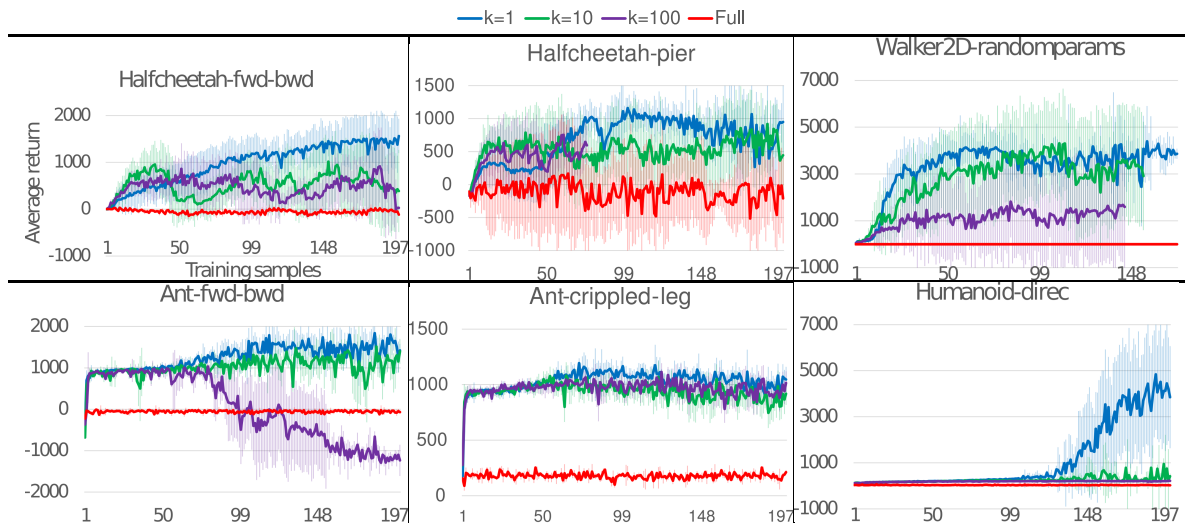 k=1 k=10 k=100 Full
Halfcheetah-fwd-bwd
Average return
2000
1000
0
-1000
1 50 99 148 197
Training samples
Halfcheetah-pier
1500
1000
500
0
-500
-1000
1 50 99 148 197
Walker2D-randomparams
7000
5000
3000
1000
-1000
1 50 99 148
Ant-fwd-bwd
2000
1000
0
-1000
-2000
1 50 99 148 197
Ant-crippled-leg
1500
1000
500
0
1 50 99 148 197
Humanoid-direc
7000
5000
3000
1000
-1000
1 50 99 148 197